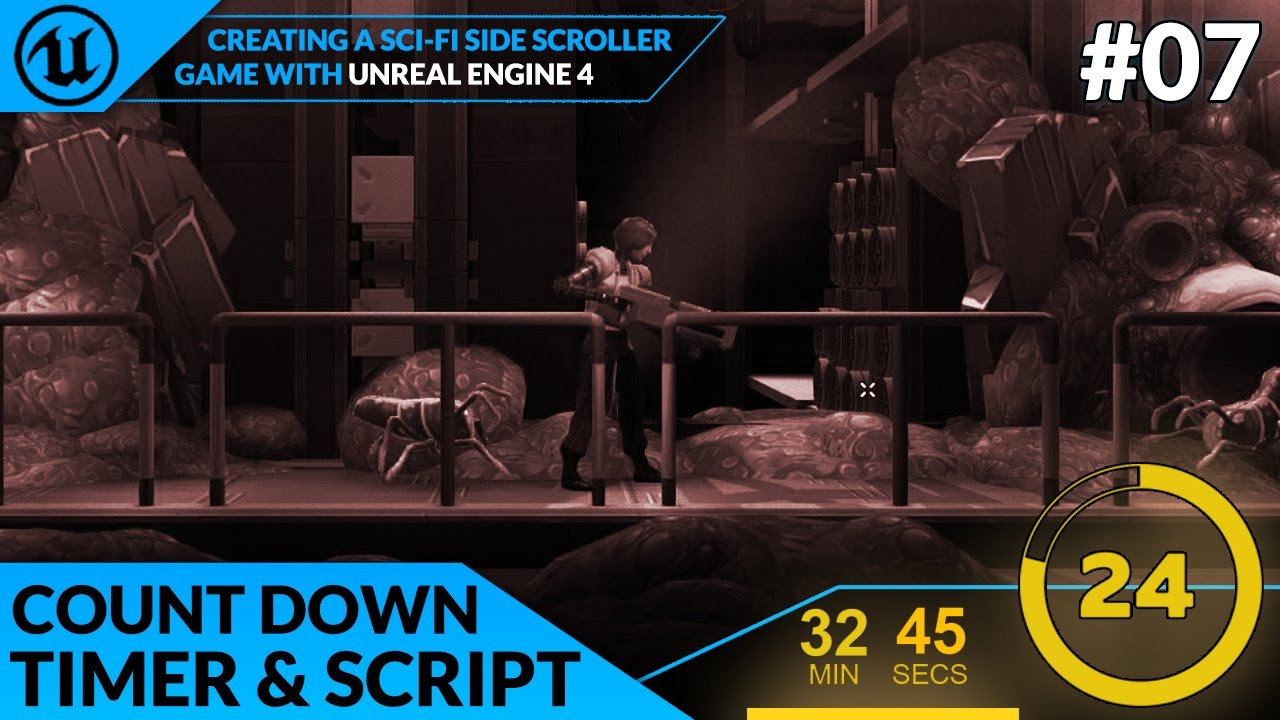 CREATING A SCI-FI SIDE SCROLLER
GAME WITH UNREAL ENGINE 4
#07
COUNT DOWN
TIMER & SCRIPT
32 45
MIN SECS
24